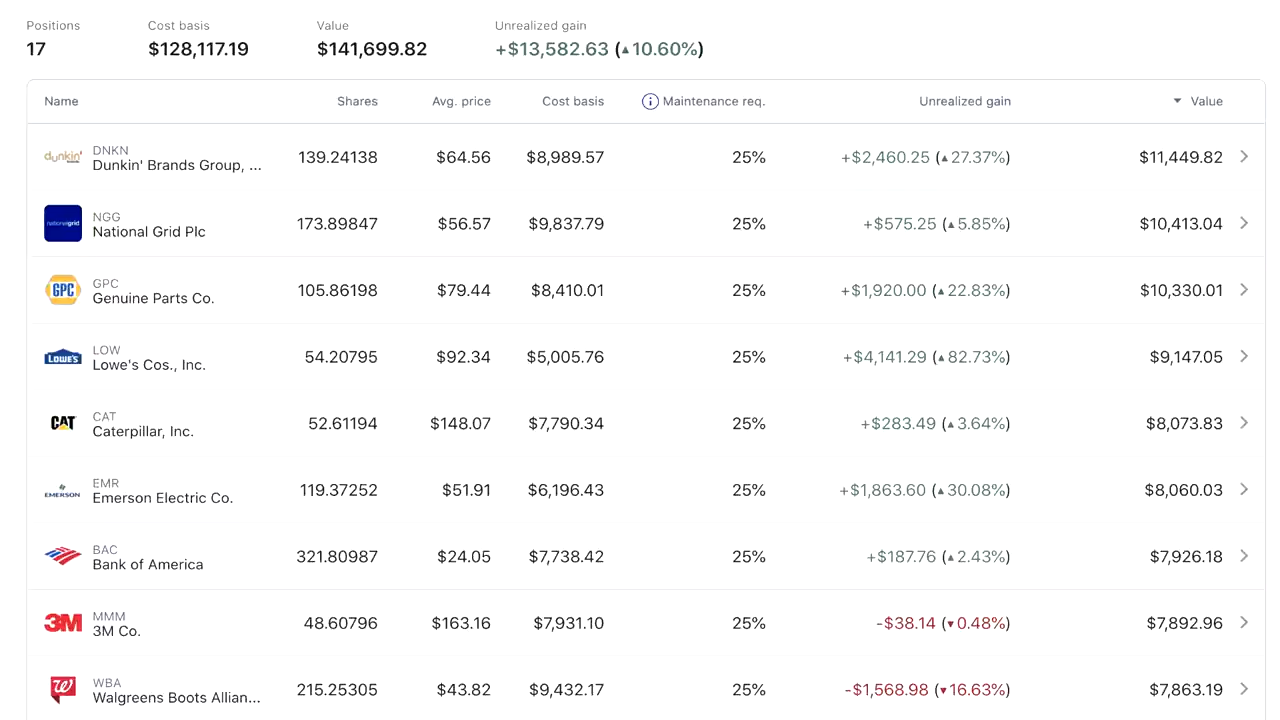 Positions Cost basis Value Unrealized gain
17 $128,117.19 $141,699.82 +$13,582.63 (▲10.60%)
Name Shares Avg. price Cost basis i Maintenance req. Unrealized gain ▼ Value
dunkin' DNKN
Dunkin' Brands Group, ... 139.24138 $64.56 $8,989.57 25% +$2,460.25 (▲27.37%) $11,449.82
nationalgrid NGG
National Grid Plc 173.89847 $56.57 $9,837.79 25% +$575.25 (▲5.85%) $10,413.04
GPC GPC
Genuine Parts Co. 105.86198 $79.44 $8,410.01 25% +$1,920.00 (▲22.83%) $10,330.01
LOWE'S LOW
Lowe's Cos., Inc. 54.20795 $92.34 $5,005.76 25% +$4,141.29 (▲82.73%) $9,147.05
CAT CAT
Caterpillar, Inc. 52.61194 $148.07 $7,790.34 25% +$283.49 (▲3.64%) $8,073.83
EMERSON EMR
Emerson Electric Co. 119.37252 $51.91 $6,196.43 25% +$1,863.60 (▲30.08%) $8,060.03
BAC
Bank of America 321.80987 $24.05 $7,738.42 25% +$187.76 (▲2.43%) $7,926.18
3M MMM
3M Co. 48.60796 $163.16 $7,931.10 25% -$38.14 (▼0.48%) $7,892.96
W WBA
Walgreens Boots Allian... 215.25305 $43.82 $9,432.17 25% -$1,568.98 (▼16.63%) $7,863.19